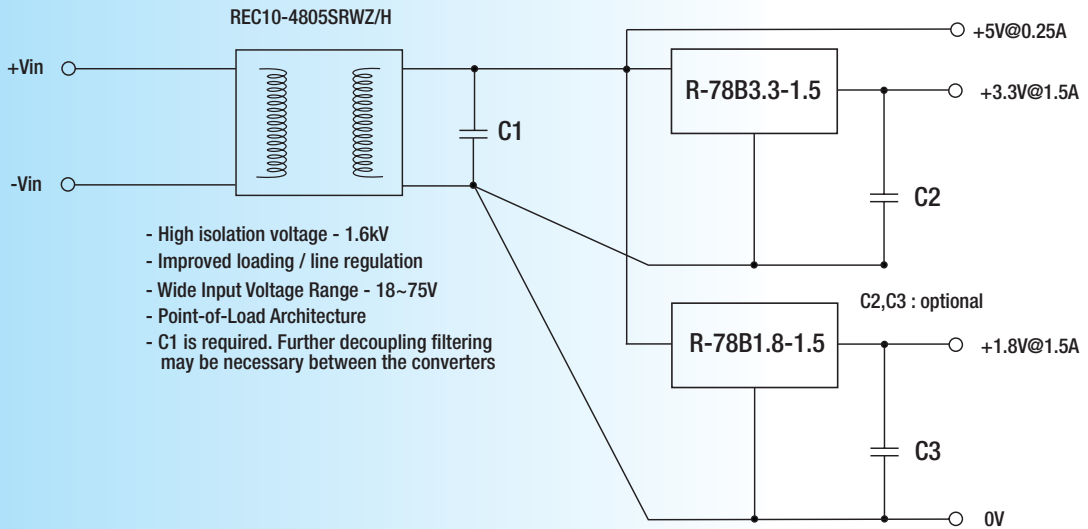 REC10-4805SRWZ/H
+5V@0.25A
+Vin
R-78B3.3-1.5
+3.3V@1.5A
C1
-Vin
C2
- High isolation voltage - 1.6kV
- Improved loading / line regulation
- Wide Input Voltage Range - 18~75V
- Point-of-Load Architecture
- C1 is required. Further decoupling filtering
may be necessary between the converters
C2,C3 : optional
R-78B1.8-1.5
+1.8V@1.5A
C3
0V